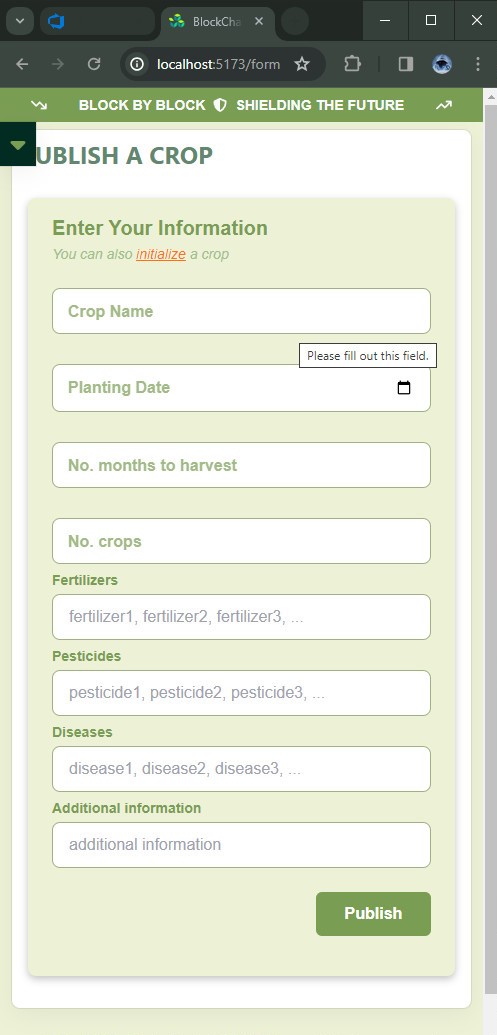 BlockCha
localhost:5173/form
BLOCK BY BLOCK SHIELDING THE FUTURE
UBLISH A CROP
Enter Your Information
You can also initialize a crop
Crop Name
Please fill out this field.
Planting Date
No. months to harvest
No. crops
Fertilizers
fertilizer1, fertilizer2, fertilizer3, ...
Pesticides
pesticide1, pesticide2, pesticide3, ...
Diseases
disease1, disease2, disease3, ...
Additional information
additional information
Publish